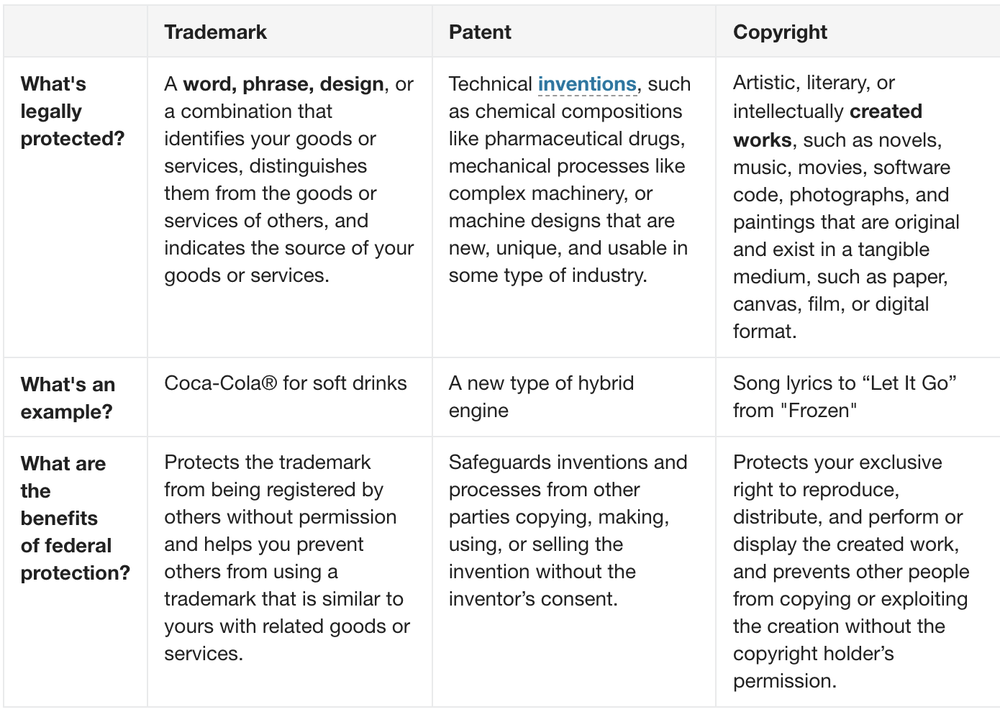 Trademark
Patent
Copyright
What's
legally
protected?
A word, phrase, design, or
a combination that
identifies your goods or
services, distinguishes
them from the goods or
services of others, and
indicates the source of your
goods or services.
Technical inventions, such
as chemical compositions
like pharmaceutical drugs,
mechanical processes like
complex machinery, or
machine designs that are
new, unique, and usable in
some type of industry.
Artistic, literary, or
intellectually created
works, such as novels,
music, movies, software
code, photographs, and
paintings that are original
and exist in a tangible
medium, such as paper,
canvas, film, or digital
format.
What's an
example?
Coca-Cola® for soft drinks
A new type of hybrid
engine
Song lyrics to “Let It Go”
from "Frozen"
What are
the
benefits
of federal
protection?
Protects the trademark
from being registered by
others without permission
and helps you prevent
others from using a
trademark that is similar to
yours with related goods or
services.
Safeguards inventions and
processes from other
parties copying, making,
using, or selling the
invention without the
inventor’s consent.
Protects your exclusive
right to reproduce,
distribute, and perform or
display the created work,
and prevents other people
from copying or exploiting
the creation without the
copyright holder’s
permission.